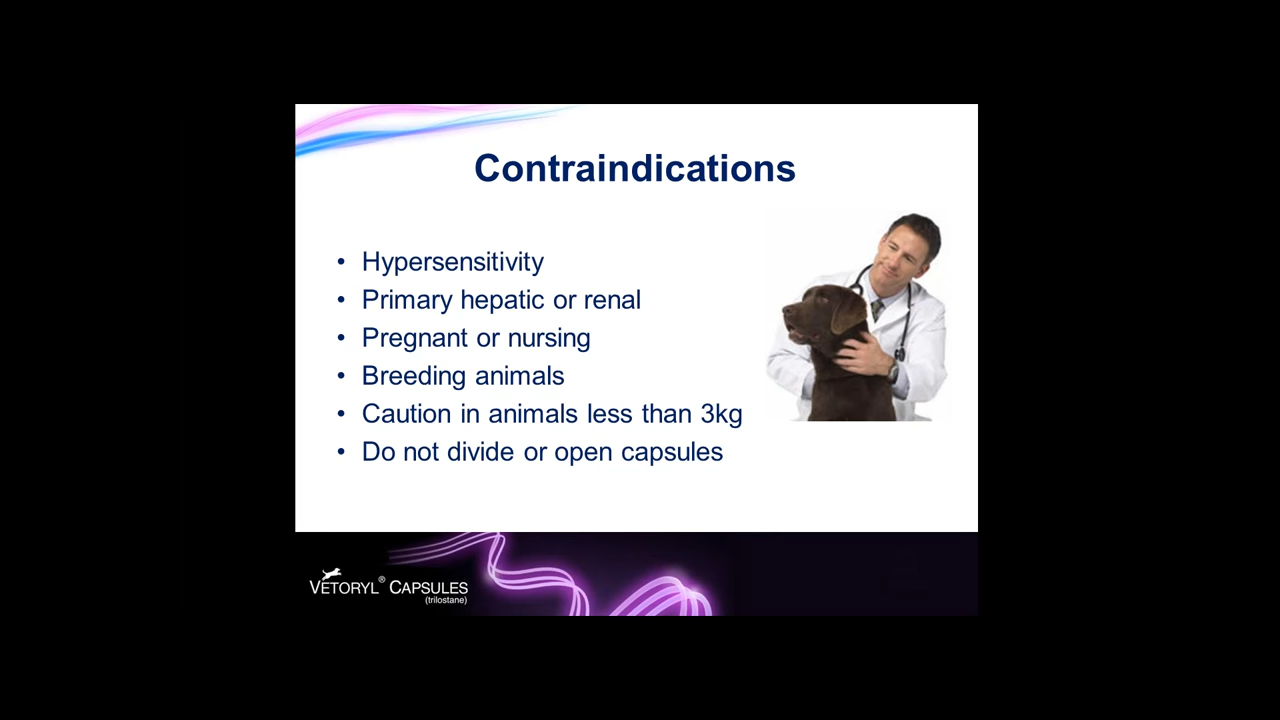 Contraindications
• Hypersensitivity
• Primary hepatic or renal
• Pregnant or nursing
• Breeding animals
• Caution in animals less than 3kg
• Do not divide or open capsules
VETORYL® CAPSULES
(trilostane)